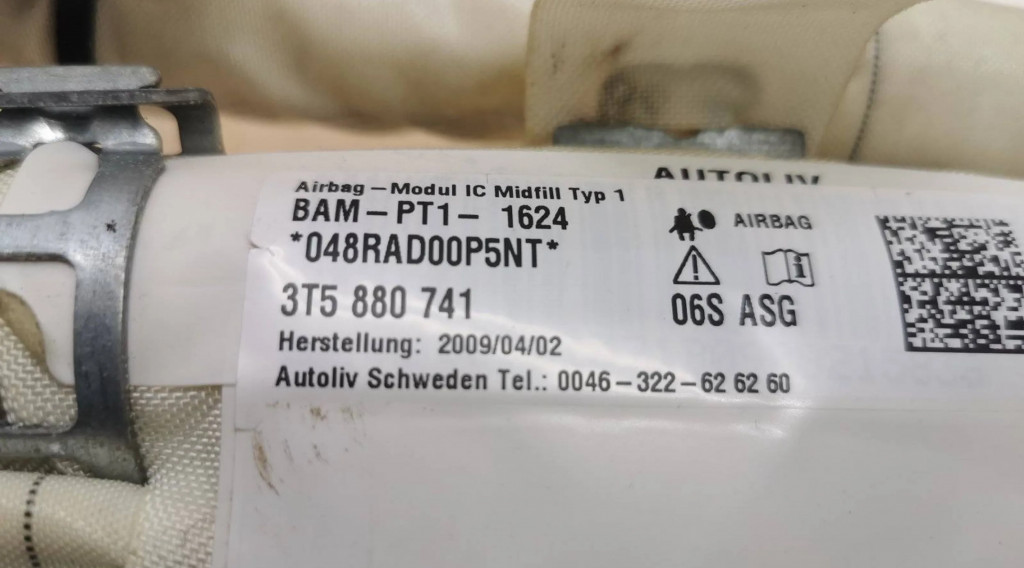 AUTOLIV
Airbag-Modul IC Midfill Typ 1
BAM-PT1- 1624
*048RAD00P5NT*
AIRBAG
3T5 880 741
06S ASG
Herstellung: 2009/04/02
Autoliv Schweden Tel.: 0046-322-62 62 60